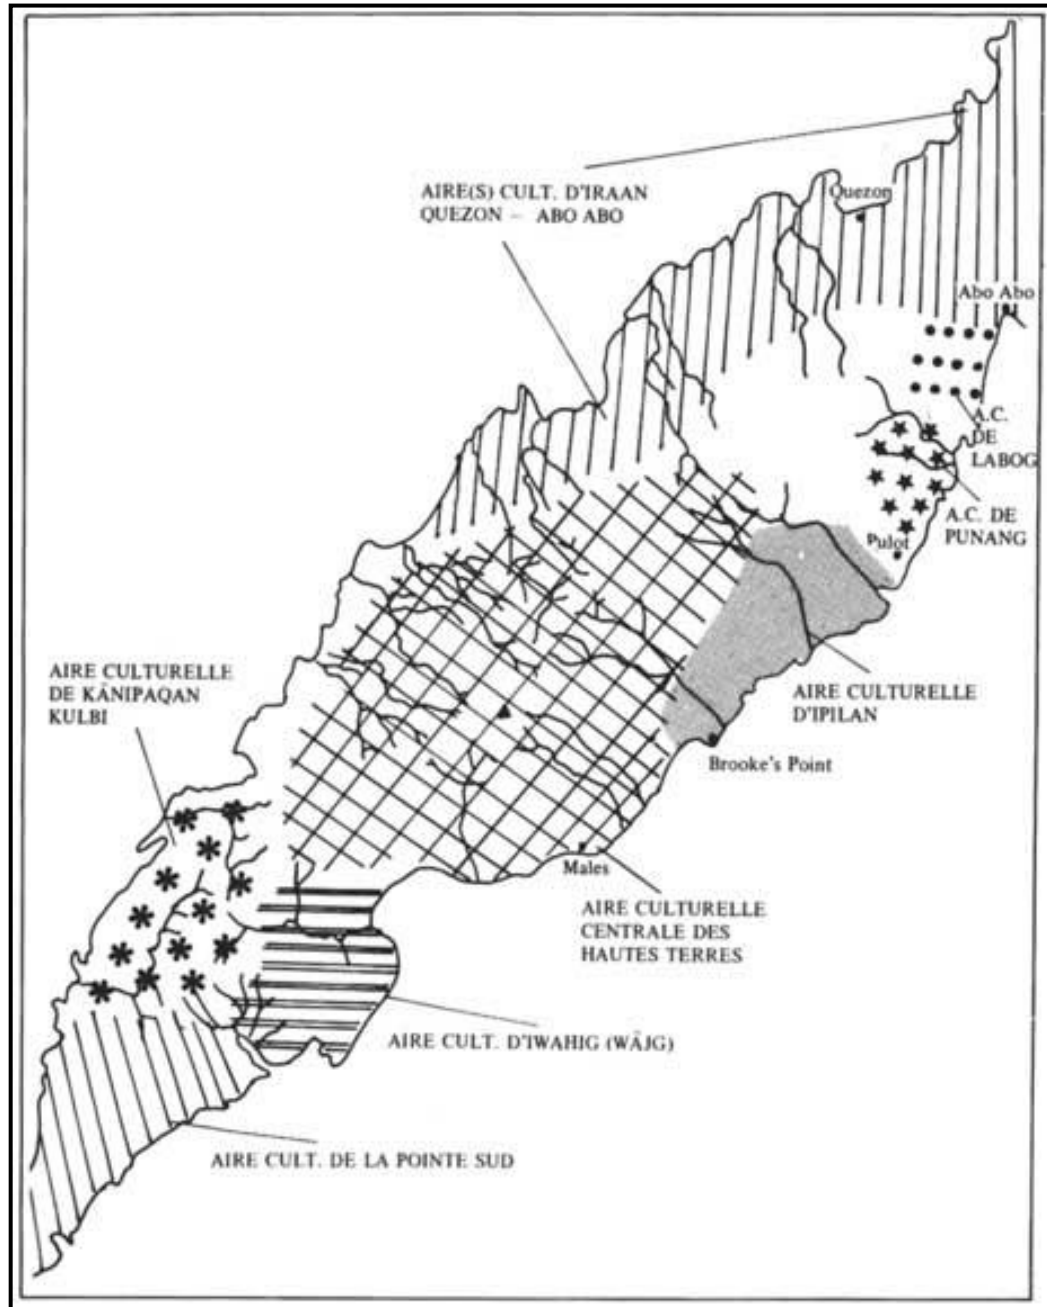 AIRE(S) CULT. D'IRAAN
QUEZON – ABO ABO
Quezon
Abo Abo
A.C.
DE
LABOG
A.C. DE
PUNANG
Pulot
AIRE CULTURELLE
DE KÄNIPAQAN
KULBI
AIRE CULTURELLE
D'IPILAN
Brooke's Point
Males
AIRE CULTURELLE
CENTRALE DES
HAUTES TERRES
AIRE CULT. D'IWAHIG (WÄJG)
AIRE CULT. DE LA POINTE SUD